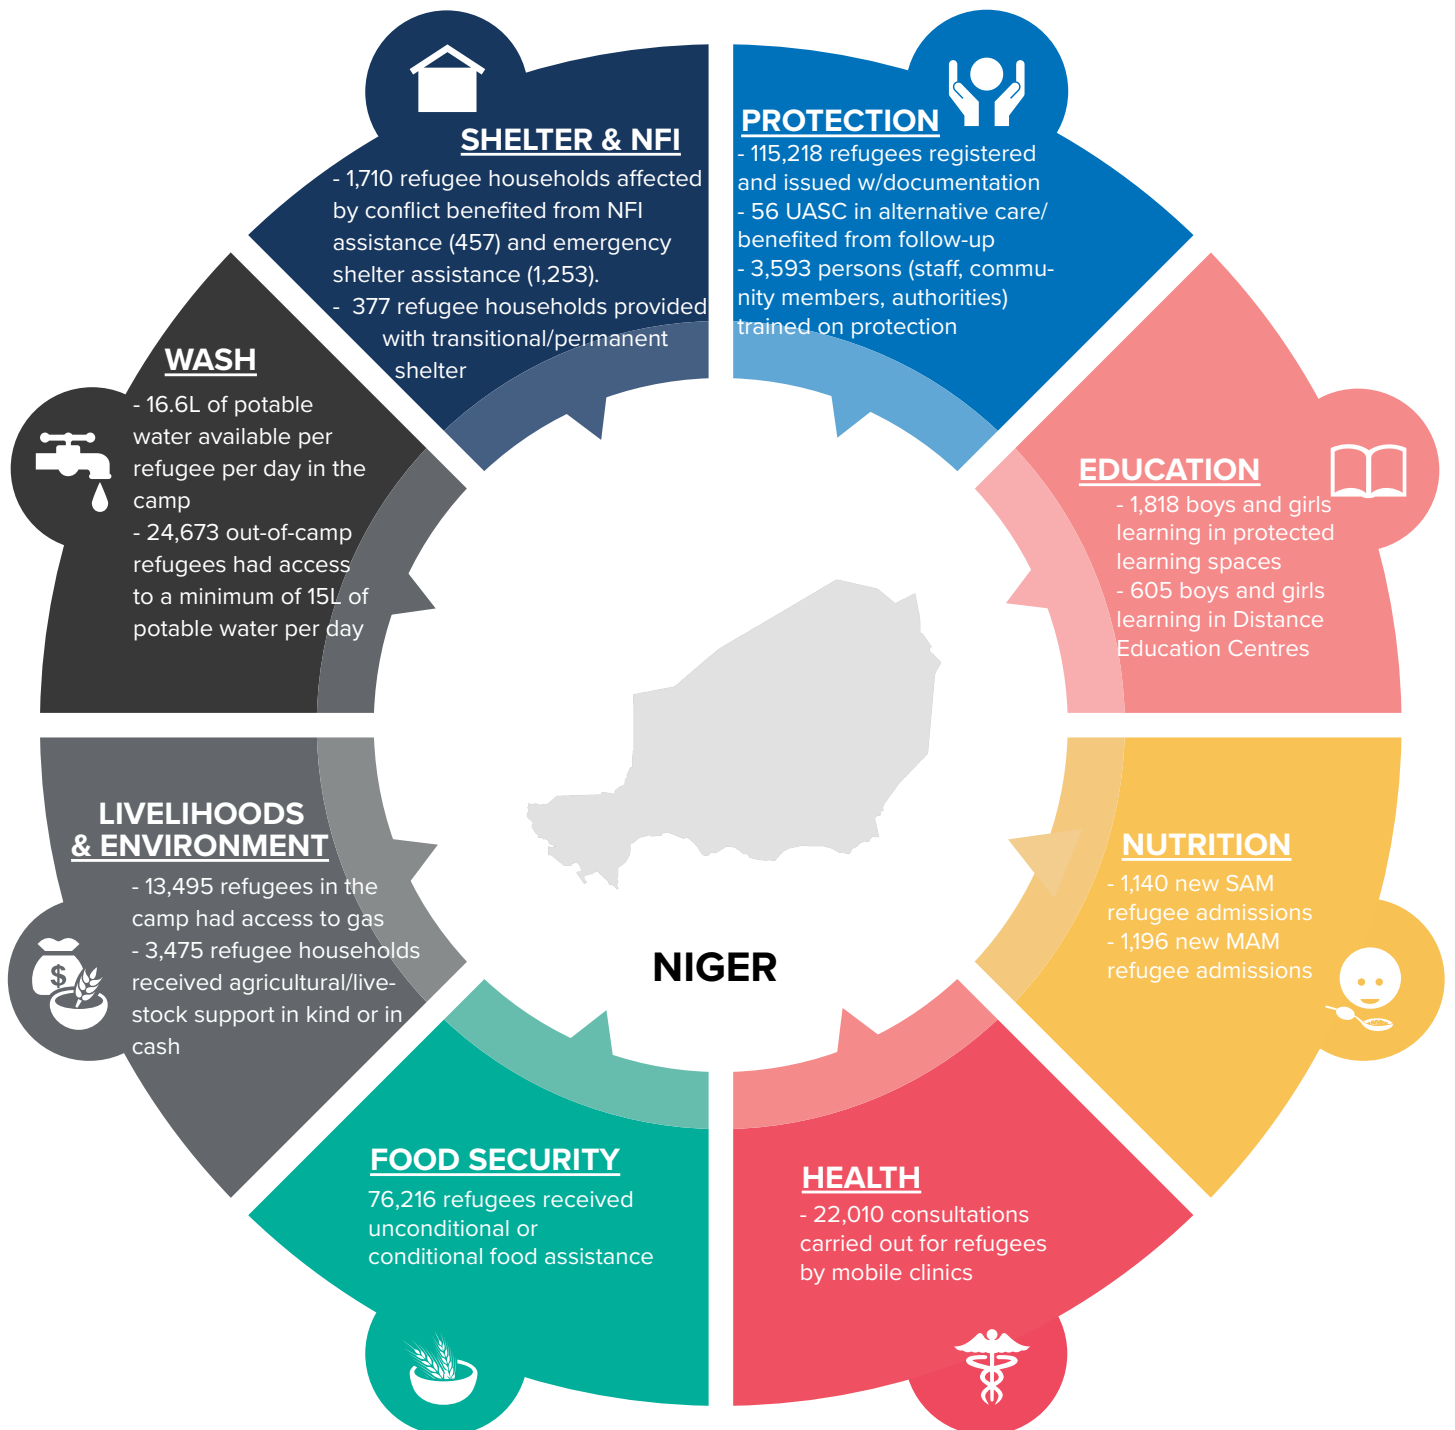 SHELTER & NFI
- 1,710 refugee households affected
by conflict benefited from NFI
assistance (457) and emergency
shelter assistance (1,253).
- 377 refugee households provided
with transitional/permanent
shelter
PROTECTION
- 115,218 refugees registered
and issued w/documentation
- 56 UASC in alternative care/
benefited from follow-up
- 3,593 persons (staff, commu-
nity members, authorities)
trained on protection
WASH
- 16.6L of potable
water available per
refugee per day in the
camp
- 24,673 out-of-camp
refugees had access
to a minimum of 15L of
potable water per day
EDUCATION
- 1,818 boys and girls
learning in protected
learning spaces
- 605 boys and girls
learning in Distance
Education Centres
LIVELIHOODS
& ENVIRONMENT
- 13,495 refugees in the
camp had access to gas
- 3,475 refugee households
received agricultural/live-
stock support in kind or in
cash
$
NUTRITION
- 1,140 new SAM
refugee admissions
- 1,196 new MAM
refugee admissions
NIGER
FOOD SECURITY
76,216 refugees received
unconditional or
conditional food assistance
HEALTH
- 22,010 consultations
carried out for refugees
by mobile clinics